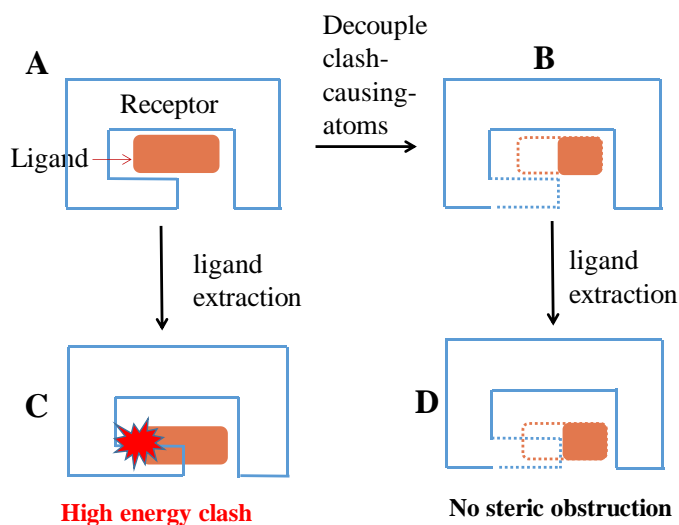 Decouple
clash-
causing-
atoms
A
B
Receptor
Ligand
ligand
extraction
ligand
extraction
C
D
High energy clash
No steric obstruction